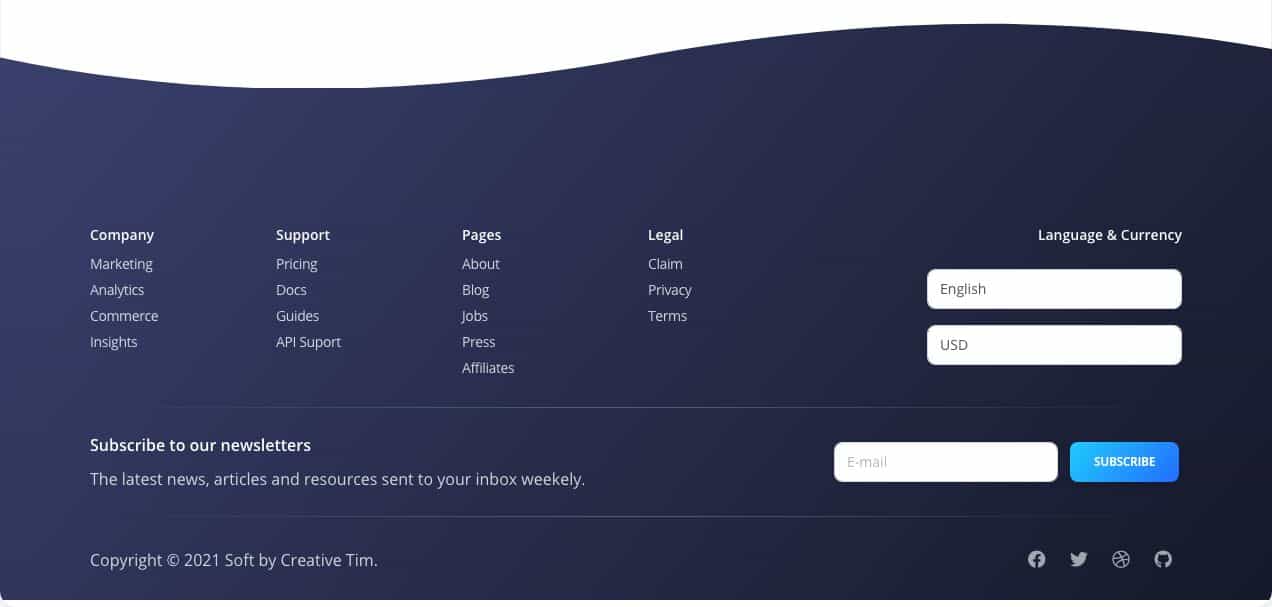 Company
Marketing
Analytics
Commerce
Insights
Support
Pricing
Docs
Guides
API Suport
Pages
About
Blog
Jobs
Press
Affiliates
Legal
Claim
Privacy
Terms
Language & Currency
English
USD
Subscribe to our newsletters
The latest news, articles and resources sent to your inbox weekely.
E-mail
SUBSCRIBE
Copyright © 2021 Soft by Creative Tim.